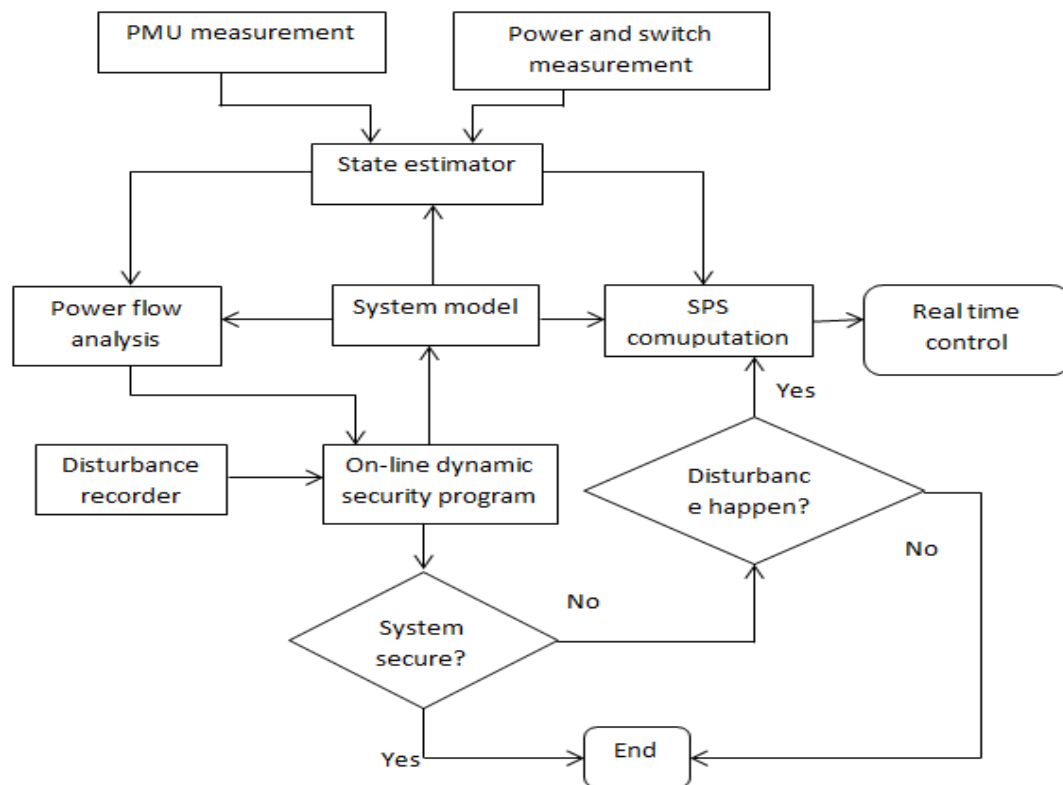 PMU measurement
Power and switch
measurement
State estimator
Power flow
analysis
System model
SPS
comuputation
Real time
control
Yes
Disturbance
recorder
On-line dynamic
security program
Disturbanc
e happen?
No
No
System
secure?
Yes
End